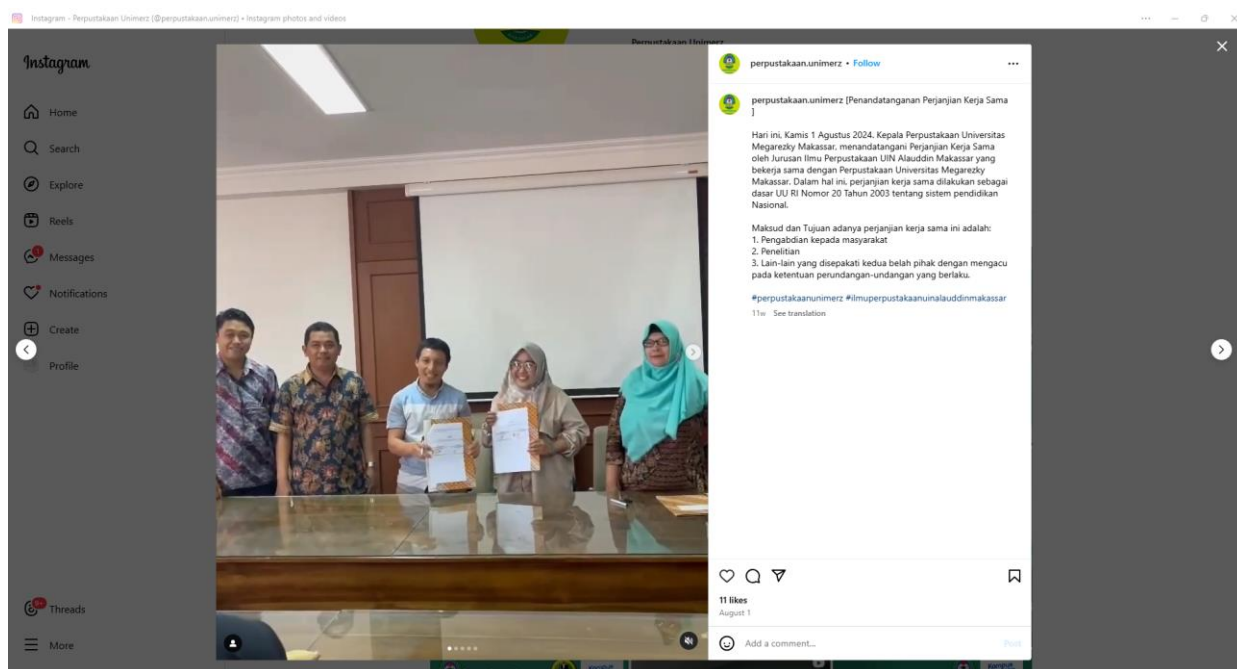 Instagram - Perpustakaan Unimerz (@perpustakaan.unimerz) • Instagram photos and videos
Instagram
Home
Search
Explore
Reels
1
Messages
Notifications
Create
Profile
9+
Threads
More
Perpustakaan Unimerz
perpustakaan.unimerz • Follow
perpustakaan.unimerz [Penandatanganan Perjanjian Kerja Sama
]
Hari ini, Kamis 1 Agustus 2024. Kepala Perpustakaan Universitas
Megarezky Makassar, menandatangani Perjanjian Kerja Sama
oleh Jurusan Ilmu Perpustakaan UIN Alauddin Makassar yang
bekerja sama dengan Perpustakaan Universitas Megarezky
Makassar. Dalam hal ini, perjanjian kerja sama dilakukan sebagai
dasar UU RI Nomor 20 Tahun 2003 tentang sistem pendidikan
Nasional.
Maksud dan Tujuan adanya perjanjian kerja sama ini adalah:
1. Pengabdian kepada masyarakat
2. Penelitian
3. Lain-lain yang disepakati kedua belah pihak dengan mengacu
pada ketentuan perundangan-undangan yang berlaku.
#perpustakaanunimerz #ilmuperpustakaanuinalauddinmakassar
11w See translation
11 likes
August 1
Add a comment...
Post